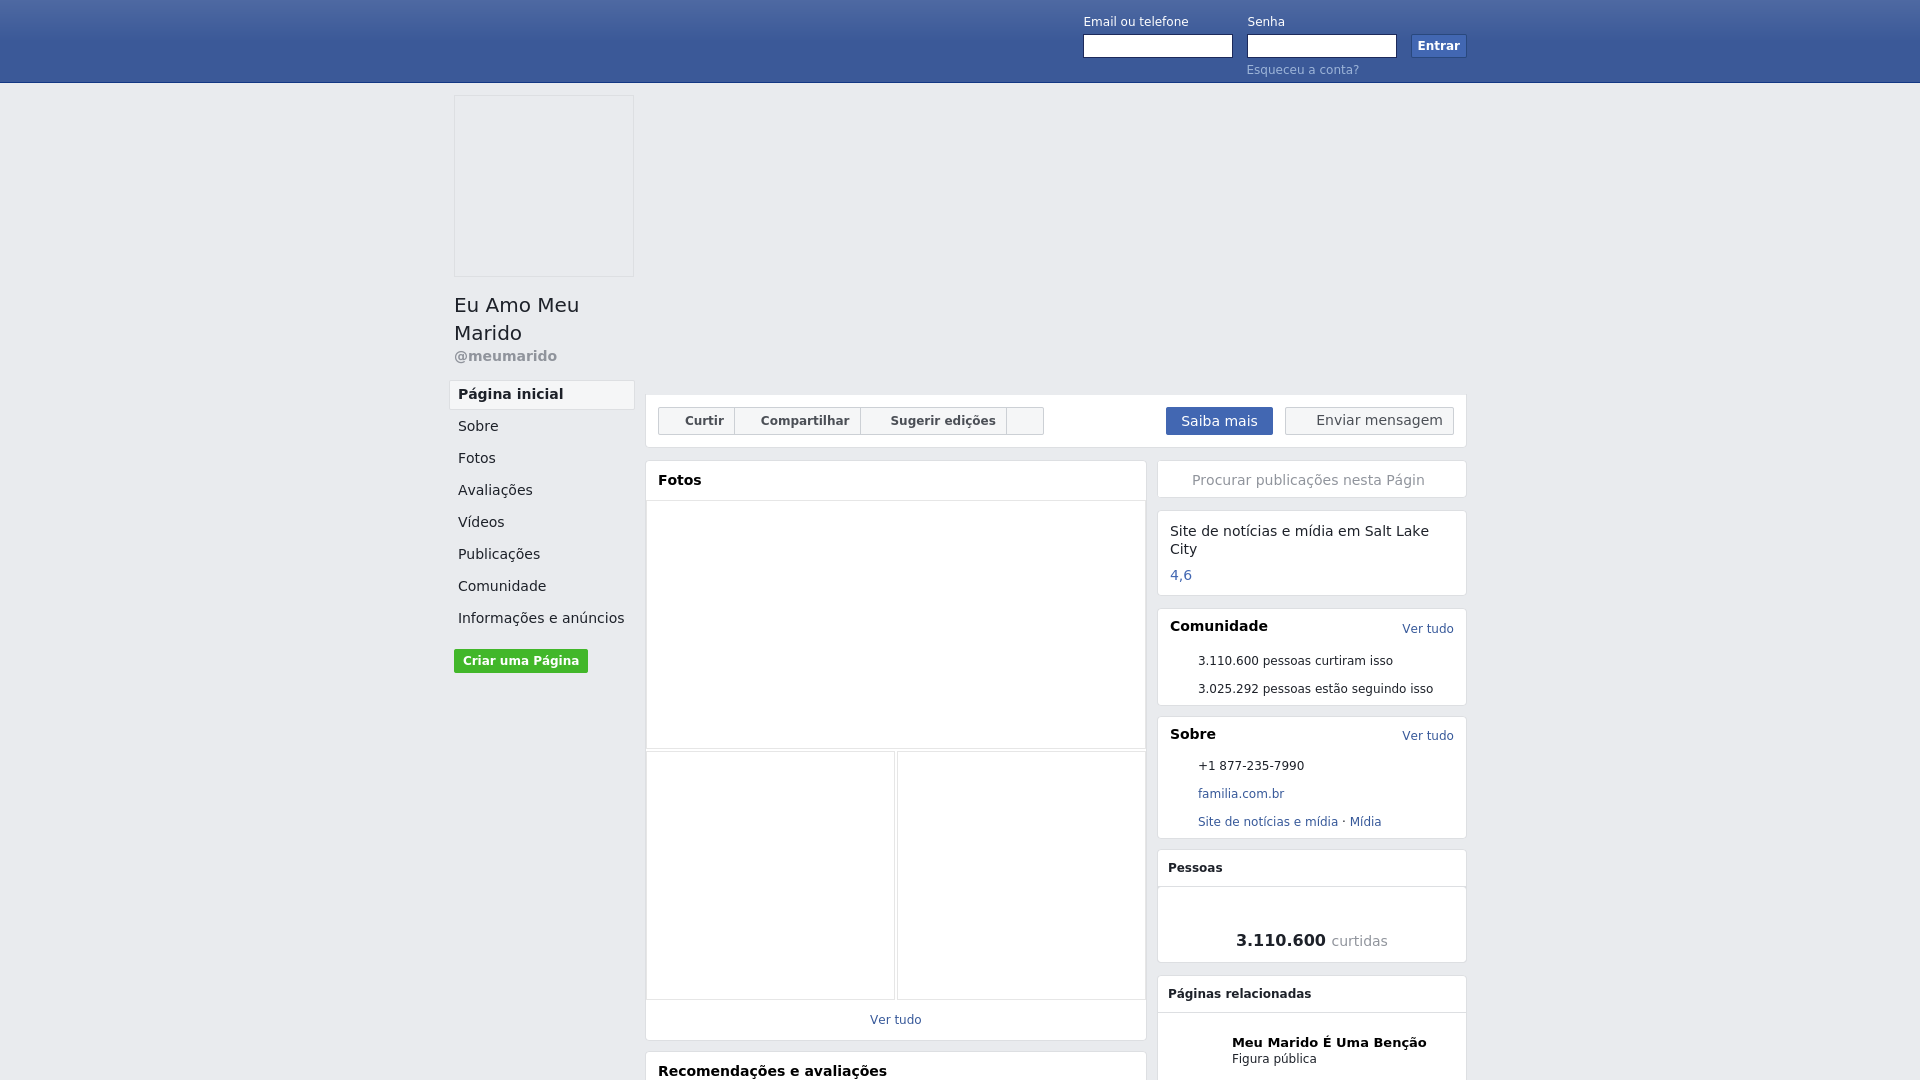 Email ou telefone
Senha
Entrar
Esqueceu a conta?
Eu Amo Meu
Marido
@meumarido
Página inicial
Sobre
Fotos
Avaliações
Vídeos
Publicações
Comunidade
Informações e anúncios
Criar uma Página
Curtir
Compartilhar
Sugerir edições
Saiba mais
Enviar mensagem
Fotos
Ver tudo
Recomendações e avaliações
Procurar publicações nesta Págin
Site de notícias e mídia em Salt Lake
City
4,6
Comunidade
Ver tudo
3.110.600 pessoas curtiram isso
3.025.292 pessoas estão seguindo isso
Sobre
Ver tudo
+1 877-235-7990
familia.com.br
Site de notícias e mídia · Mídia
Pessoas
3.110.600 curtidas
Páginas relacionadas
Meu Marido É Uma Benção
Figura pública